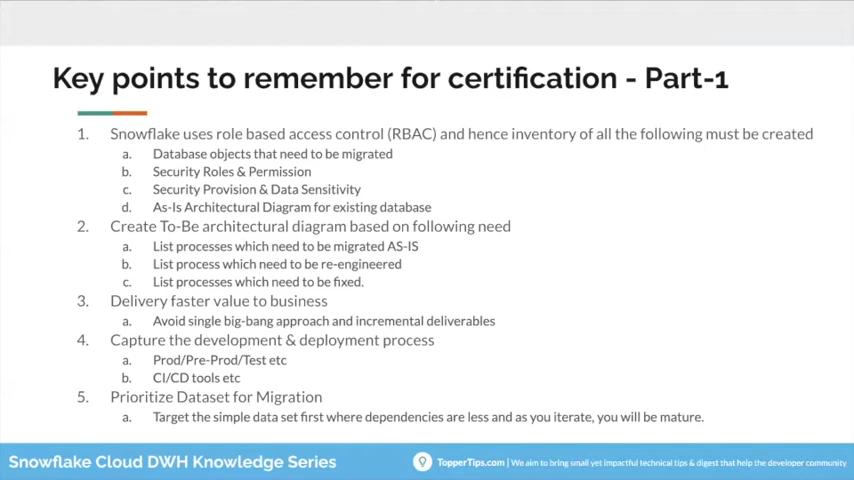 Key points to remember for certification - Part-1
1. Snowflake uses role based access control (RBAC) and hence inventory of all the following must be created
a. Database objects that need to be migrated
b. Security Roles & Permission
c. Security Provision & Data Sensitivity
d. As-Is Architectural Diagram for existing database
2. Create To-Be architectural diagram based on following need
a. List processes which need to be migrated AS-IS
b. List process which need to be re-engineered
c. List processes which need to be fixed.
3. Delivery faster value to business
a. Avoid single big-bang approach and incremental deliverables
4. Capture the development & deployment process
a. Prod/Pre-Prod/Test etc
b. CI/CD tools etc
5. Prioritize Dataset for Migration
a. Target the simple data set first where dependencies are less and as you iterate, you will be mature.
Snowflake Cloud DWH Knowledge Series
TopperTips.com | We aim to bring small yet impactful technical tips & digest that help the developer community